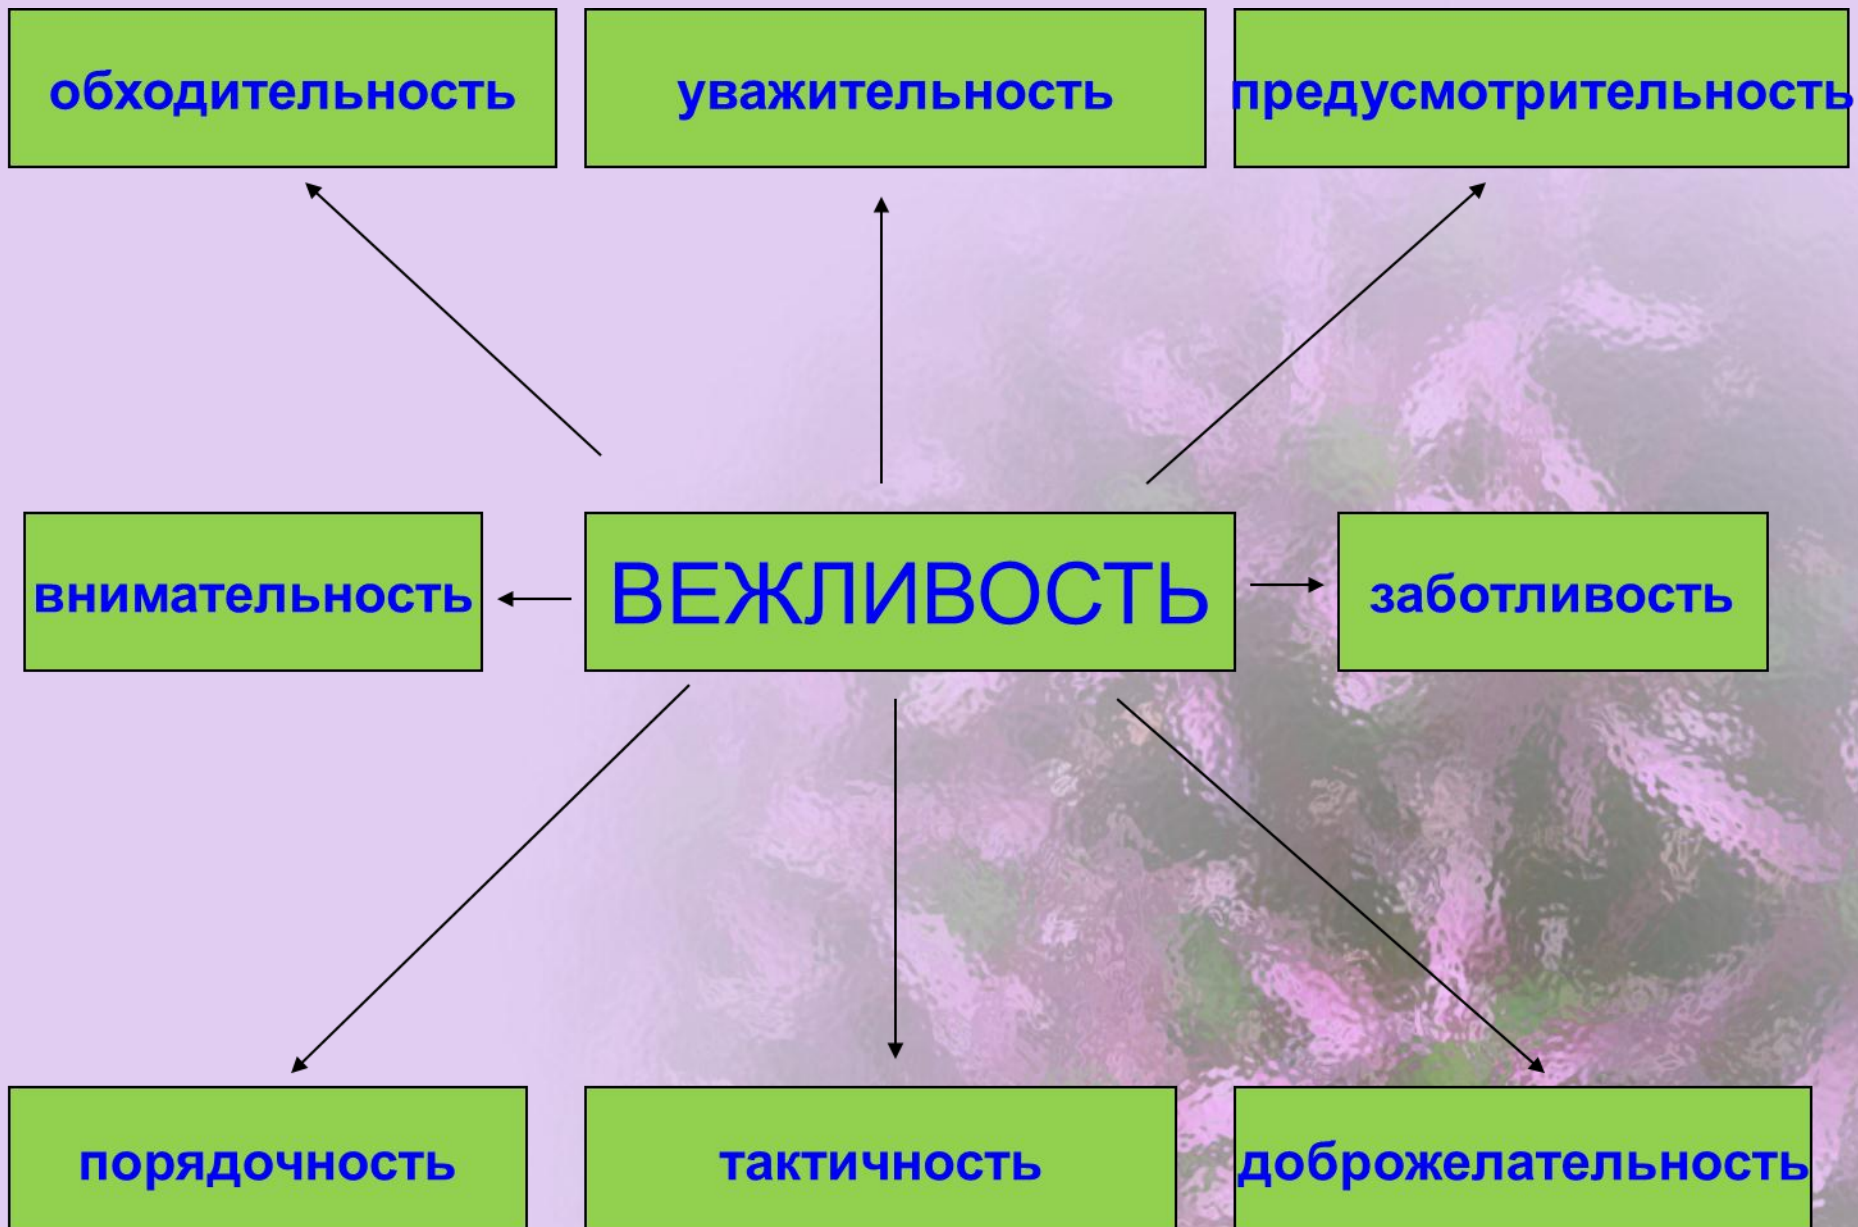 обходительность
уважительность
предусмотрительность
внимательность
ВЕЖЛИВОСТЬ
заботливость
порядочность
тактичность
доброжелательность